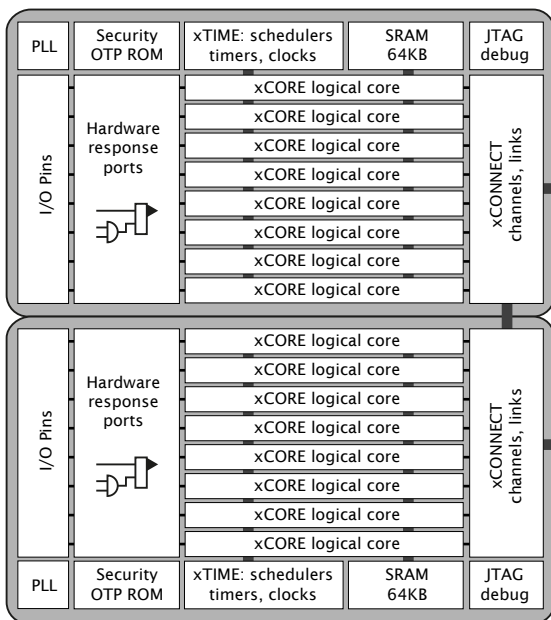 PLL
Security
OTP ROM
xTIME: schedulers
timers, clocks
SRAM
64KB
JTAG
debug
I/O Pins
Hardware
response
ports
xCORE logical core
xCORE logical core
xCORE logical core
xCORE logical core
xCORE logical core
xCORE logical core
xCORE logical core
xCORE logical core
xCONNECT
channels, links
I/O Pins
Hardware
response
ports
xCORE logical core
xCORE logical core
xCORE logical core
xCORE logical core
xCORE logical core
xCORE logical core
xCORE logical core
xCORE logical core
xCONNECT
channels, links
PLL
Security
OTP ROM
xTIME: schedulers
timers, clocks
SRAM
64KB
JTAG
debug